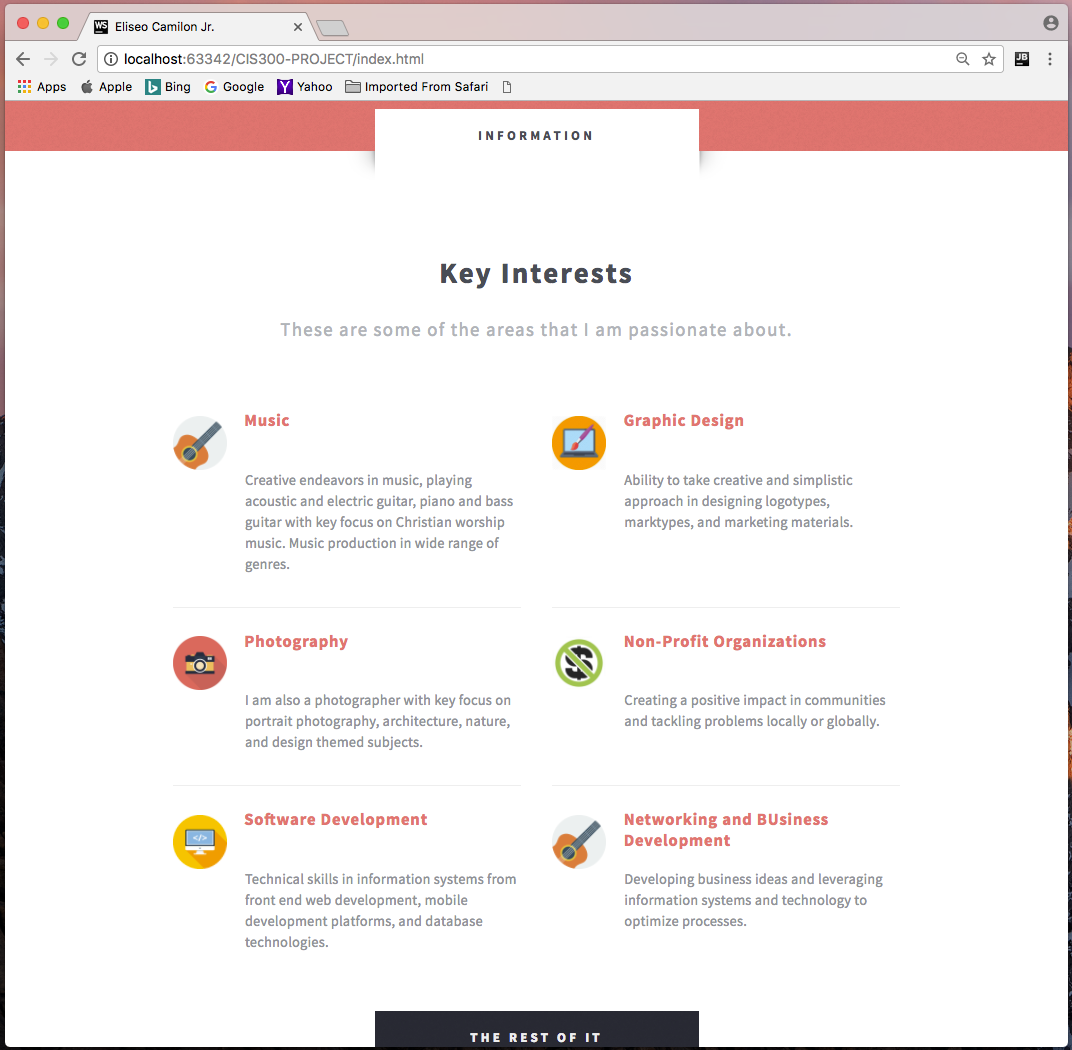 WS Eliseo Camilon Jr.
localhost:63342/CIS300-PROJECT/index.html
JB
Apps Apple Bing Google Yahoo Imported From Safari
INFORMATION
Key Interests
These are some of the areas that I am passionate about.
Music
Creative endeavors in music, playing
acoustic and electric guitar, piano and bass
guitar with key focus on Christian worship
music. Music production in wide range of
genres.
Graphic Design
Ability to take creative and simplistic
approach in designing logotypes,
marktypes, and marketing materials.
Photography
I am also a photographer with key focus on
portrait photography, architecture, nature,
and design themed subjects.
Non-Profit Organizations
Creating a positive impact in communities
and tackling problems locally or globally.
Software Development
</>
Technical skills in information systems from
front end web development, mobile
development platforms, and database
technologies.
Networking and BUsiness
Development
Developing business ideas and leveraging
information systems and technology to
optimize processes.
THE REST OF IT